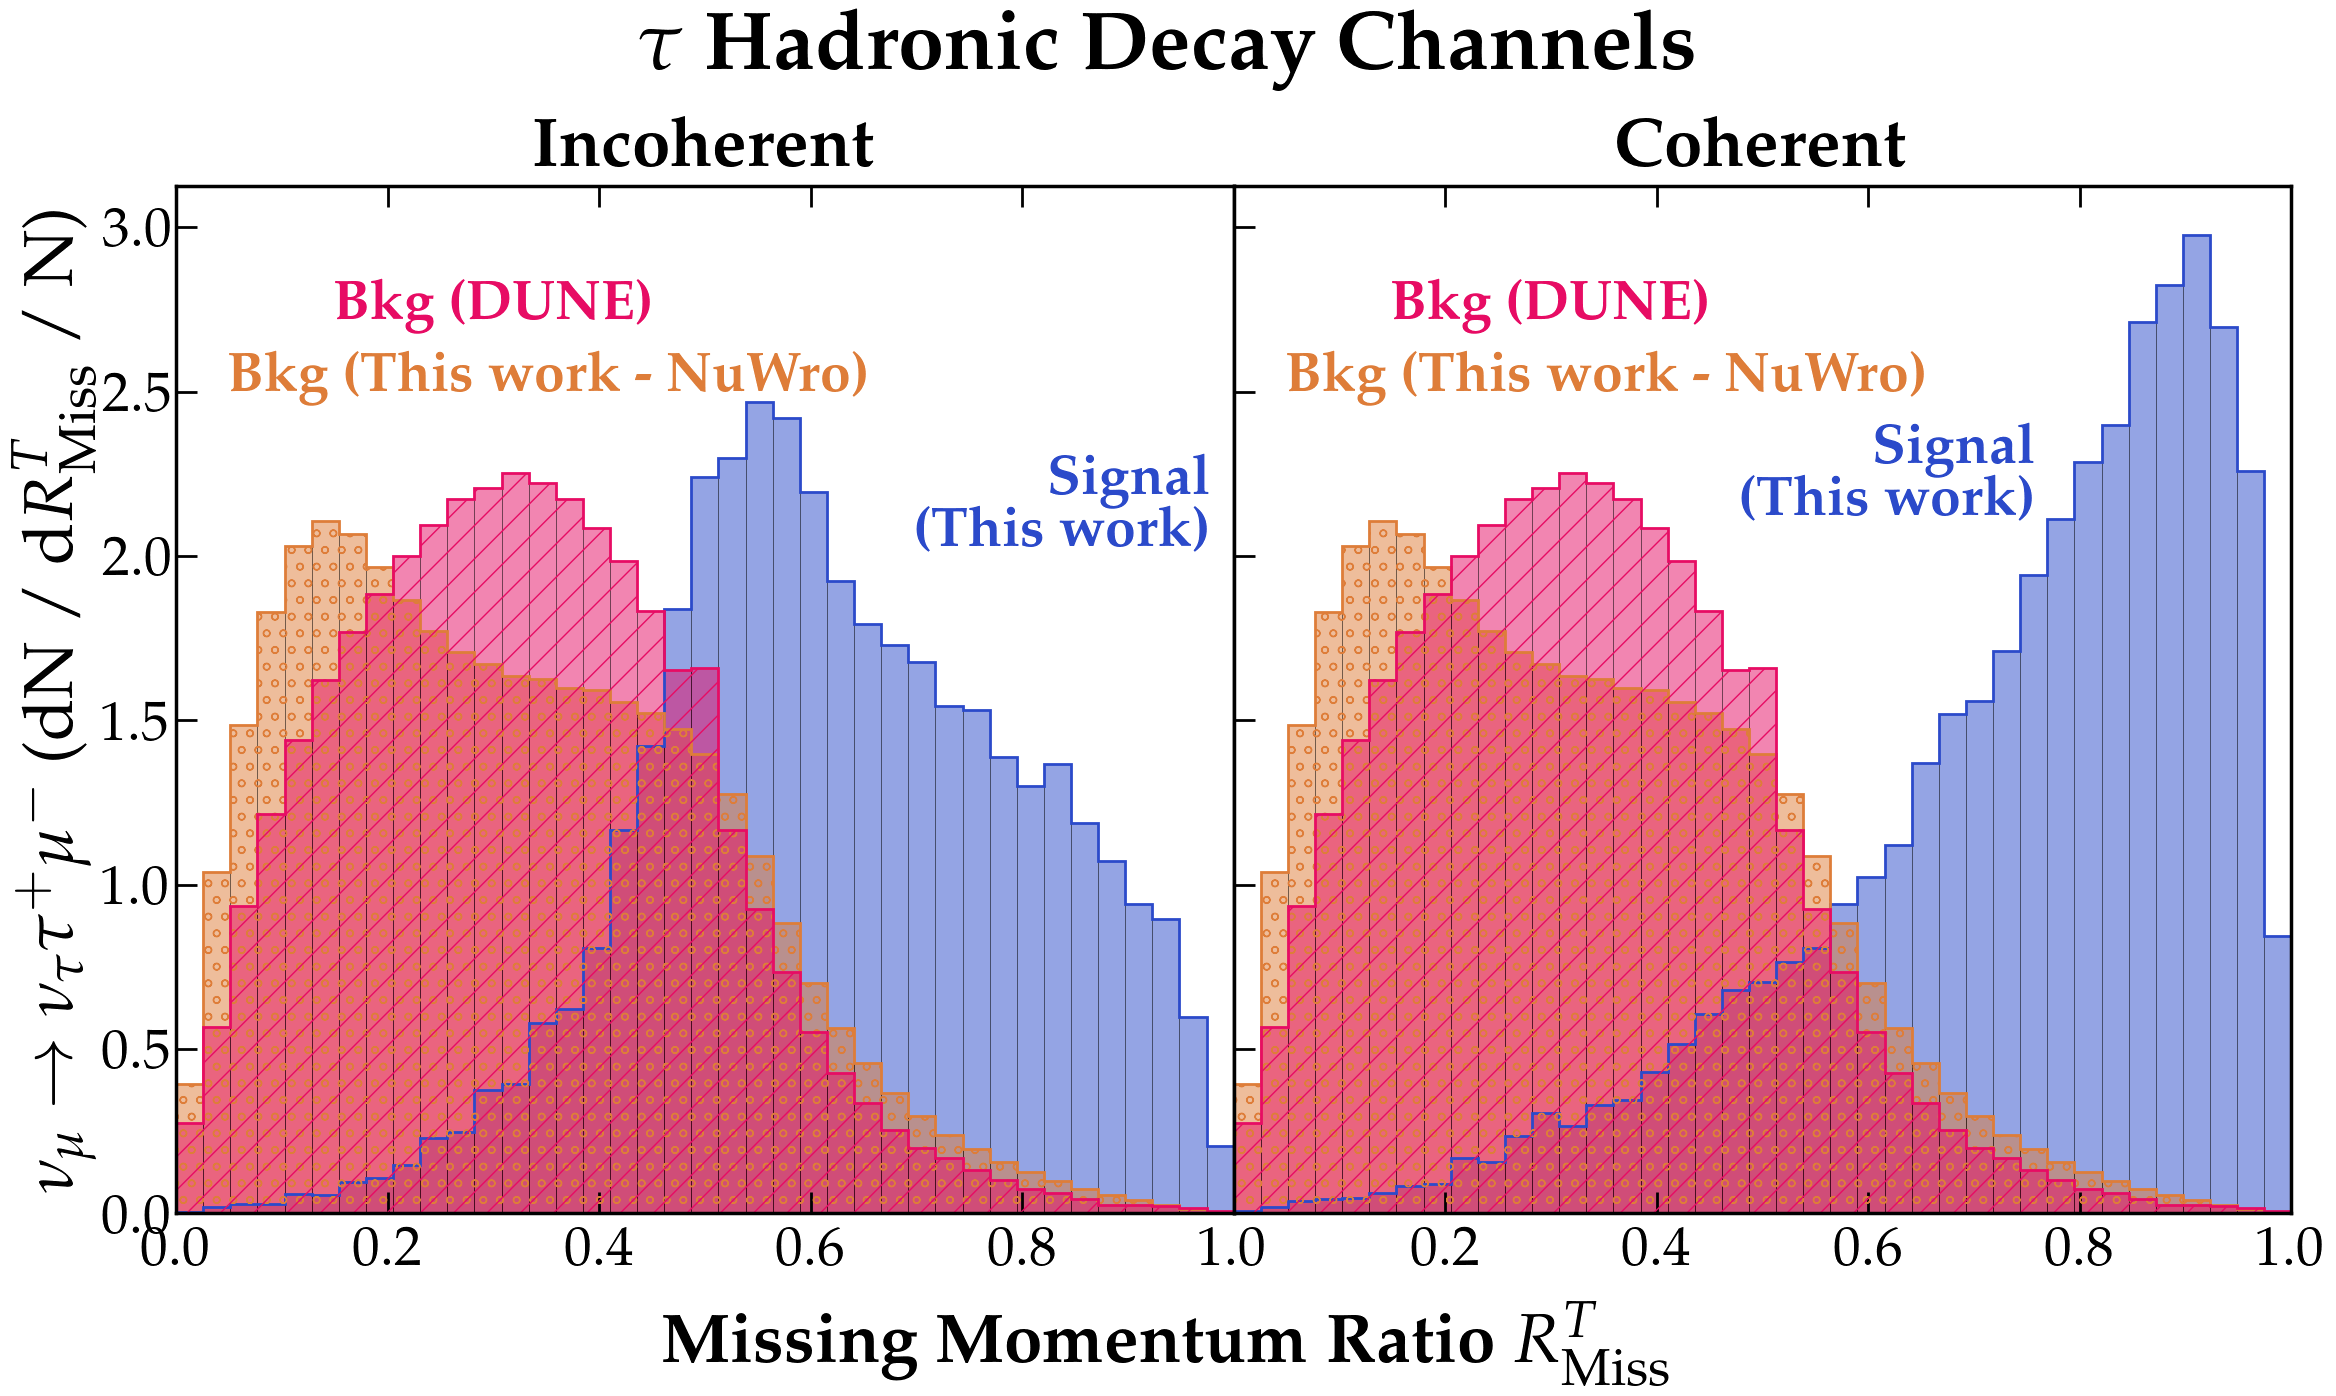 τ Hadronic Decay Channels
Incoherent
Coherent
ν_μ → ν_τ τ⁺ μ⁻ (dN / dR^T_Miss / N)
3.0
2.5
2.0
1.5
1.0
0.5
0.0
Bkg (DUNE)
Bkg (This work - NuWro)
Signal
(This work)
Bkg (DUNE)
Bkg (This work - NuWro)
Signal
(This work)
0.0 0.2 0.4 0.6 0.8 1.0 0.2 0.4 0.6 0.8 1.0
Missing Momentum Ratio R^T_Miss